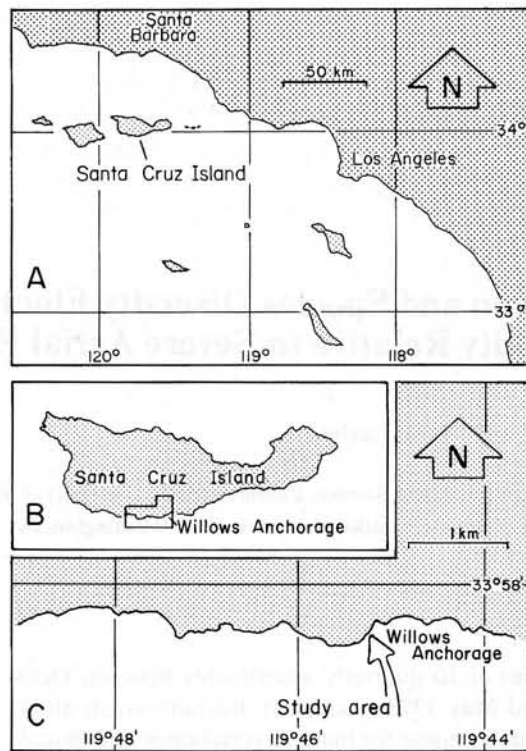 Santa
Barbara
50 km
N
34°
Los Angeles
Santa Cruz Island
A
33°
120°
119°
118°
N
Santa Cruz Island
B
Willows Anchorage
1 km
33°58'
Willows
Anchorage
Study area
C
119°48'
119°46'
119°44'